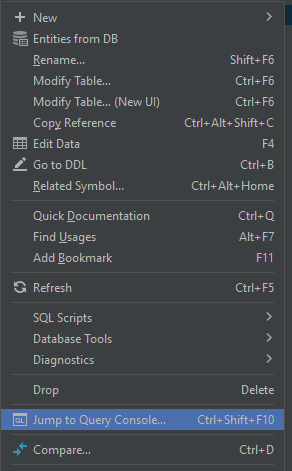 New
Entities from DB
Rename... Shift+F6
Modify Table... Ctrl+F6
Modify Table... (New UI) Ctrl+F6
Copy Reference Ctrl+Alt+Shift+C
Edit Data F4
Go to DDL Ctrl+B
Related Symbol... Ctrl+Alt+Home
Quick Documentation Ctrl+Q
Find Usages Alt+F7
Add Bookmark F11
Refresh Ctrl+F5
SQL Scripts
Database Tools
Diagnostics
Drop Delete
QL Jump to Query Console... Ctrl+Shift+F10
Compare... Ctrl+D